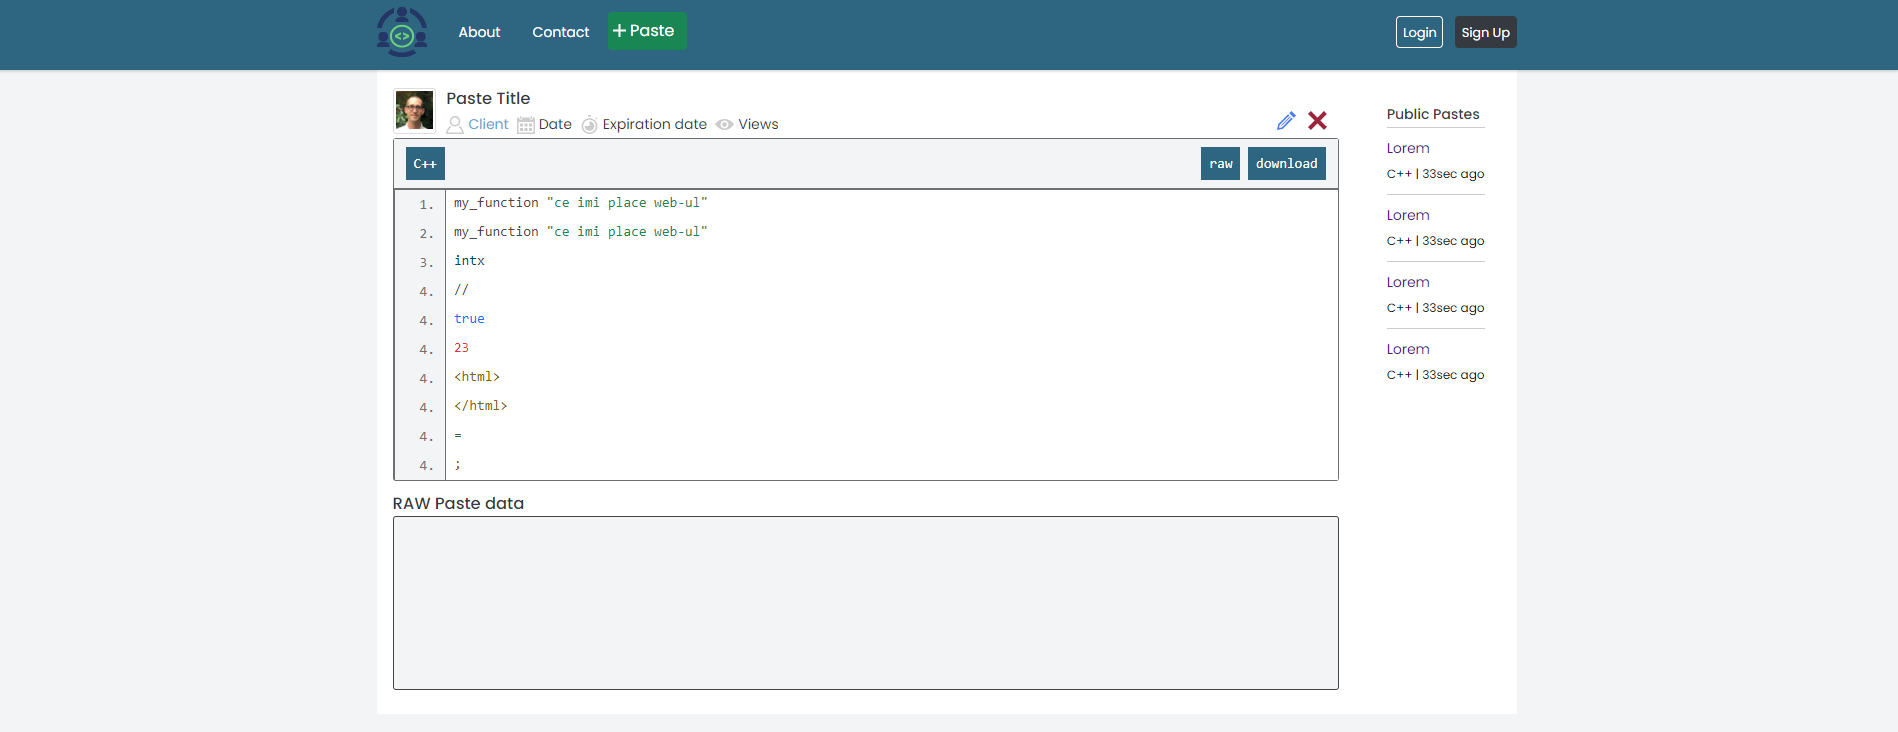 <> About Contact + Paste Login Sign Up
Paste Title
Client Date Expiration date Views
C++ raw download
1. my_function "ce imi place web-ul"
2. my_function "ce imi place web-ul"
3. intx
4. //
4. true
4. 23
4. <html>
4. </html>
4. =
4. ;
RAW Paste data
Public Pastes
Lorem
C++ | 33sec ago
Lorem
C++ | 33sec ago
Lorem
C++ | 33sec ago
Lorem
C++ | 33sec ago